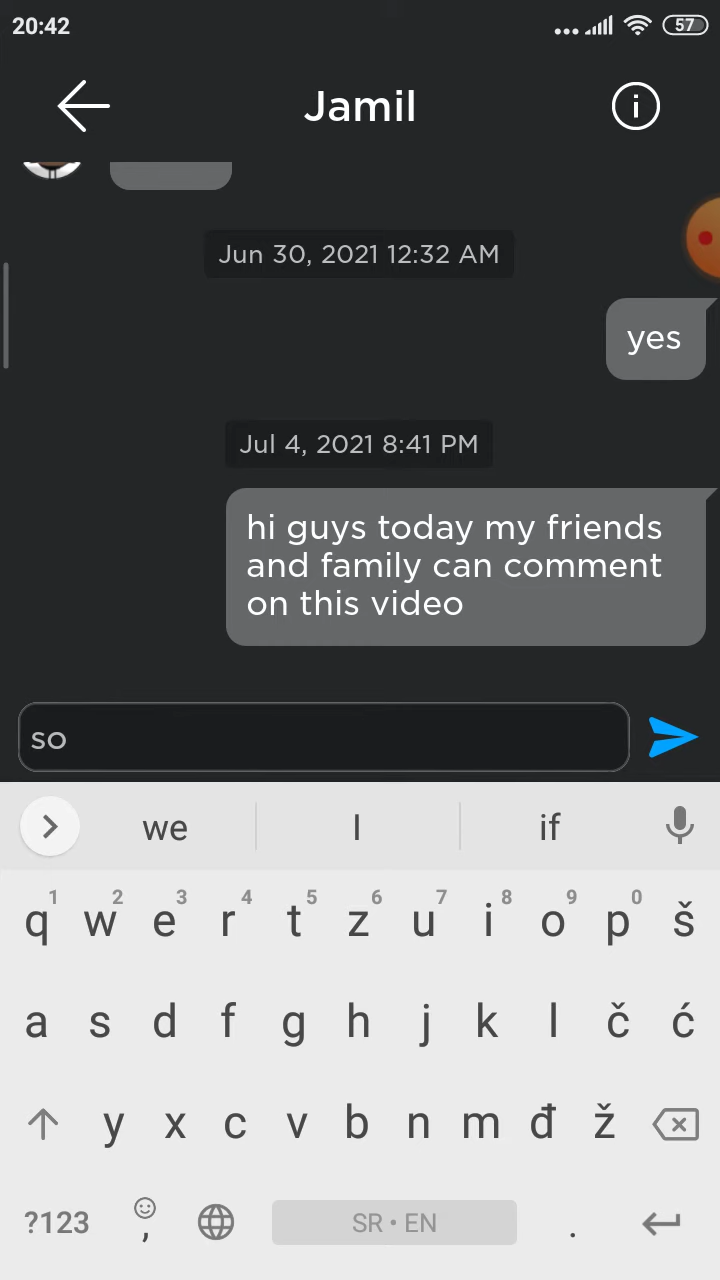 20:42
57
Jamil
Jun 30, 2021 12:32 AM
yes
Jul 4, 2021 8:41 PM
hi guys today my friends
and family can comment
on this video
so
we I if
1 2 3 4 5 6 7 8 9 0
q w e r t z u i o p š
a s d f g h j k l č ć
y x c v b n m đ ž
?123 , SR • EN .